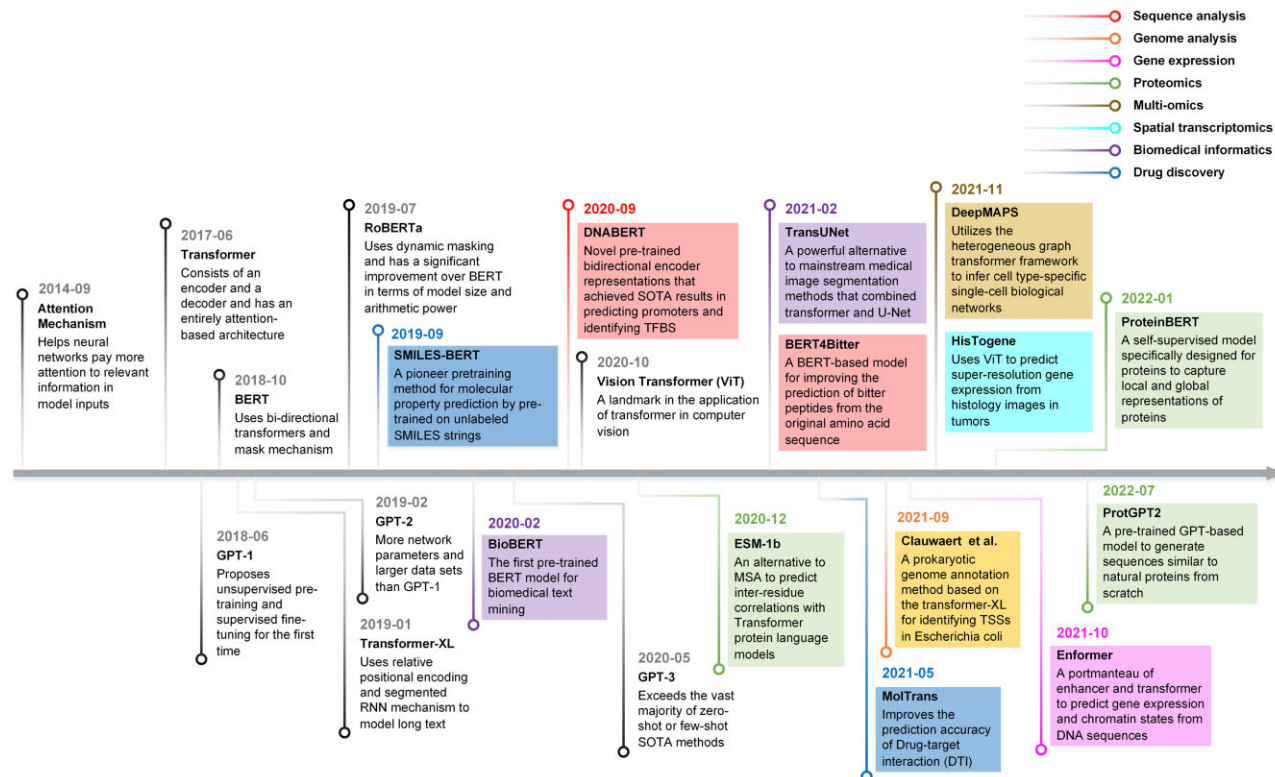 Sequence analysis
Genome analysis
Gene expression
Proteomics
Multi-omics
Spatial transcriptomics
Biomedical informatics
Drug discovery
2014-09
Attention
Mechanism
Helps neural
networks pay more
attention to relevant
information in
model inputs
2017-06
Transformer
Consists of an
encoder and a
decoder and has an
entirely attention-
based architecture
2018-10
BERT
Uses bi-directional
transformers and
mask mechanism
2019-07
RoBERTa
Uses dynamic masking
and has a significant
improvement over BERT
in terms of model size and
arithmetic power
2019-09
SMILES-BERT
A pioneer pretraining
method for molecular
property prediction by pre-
trained on unlabeled
SMILES strings
2020-09
DNABERT
Novel pre-trained
bidirectional encoder
representations that
achieved SOTA results in
predicting promoters and
identifying TFBS
2020-10
Vision Transformer (ViT)
A landmark in the application
of transformer in computer
vision
2021-02
TransUNet
A powerful alternative
to mainstream medical
image segmentation
methods that combined
transformer and U-Net
BERT4Bitter
A BERT-based model
for improving the
prediction of bitter
peptides from the
original amino acid
sequence
2021-11
DeepMAPS
Utilizes the
heterogeneous graph
transformer framework
to infer cell type-specific
single-cell biological
networks
HisTogene
Uses ViT to predict
super-resolution gene
expression from
histology images in
tumors
2022-01
ProteinBERT
A self-supervised model
specifically designed for
proteins to capture
local and global
representations of
proteins
2018-06
GPT-1
Proposes
unsupervised pre-
training and
supervised fine-
tuning for the first
time
2019-02
GPT-2
More network
parameters and
larger data sets
than GPT-1
2019-01
Transformer-XL
Uses relative
positional encoding
and segmented
RNN mechanism to
model long text
2020-02
BioBERT
The first pre-trained
BERT model for
biomedical text
mining
2020-05
GPT-3
Exceeds the vast
majority of zero-
shot or few-shot
SOTA methods
2020-12
ESM-1b
An alternative to
MSA to predict
inter-residue
correlations with
Transformer
protein language
models
2021-05
MolTrans
Improves the
prediction accuracy
of Drug-target
interaction (DTI)
2021-09
Clauwaert et al.
A prokaryotic
genome annotation
method based on
the transformer-XL
for identifying TSSs
in Escherichia coli
2021-10
Enformer
A portmanteau of
enhancer and transformer
to predict gene expression
and chromatin states from
DNA sequences
2022-07
ProtGPT2
A pre-trained GPT-based
model to generate
sequences similar to
natural proteins from
scratch